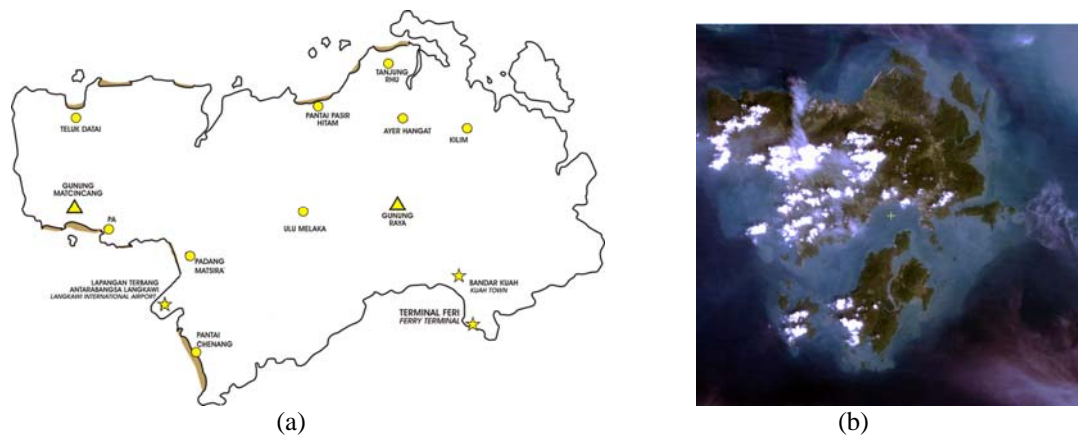 TANJUNG
RHU
PANTAI PASIR
HITAM
TELUK DATAI
AYER HANGAT
KILIM
GUNUNG
MATCINCANG
PA
ULU MELAKA
GUNUNG
RAYA
PADANG
MATSIRA
LAPANGAN TERBANG
ANTARABANGSA LANGKAWI
LANGKAWI INTERNATIONAL AIRPORT
BANDAR KUAH
KUAH TOWN
TERMINAL FERI
FERRY TERMINAL
PANTAI
CHENANG
(a)
(b)